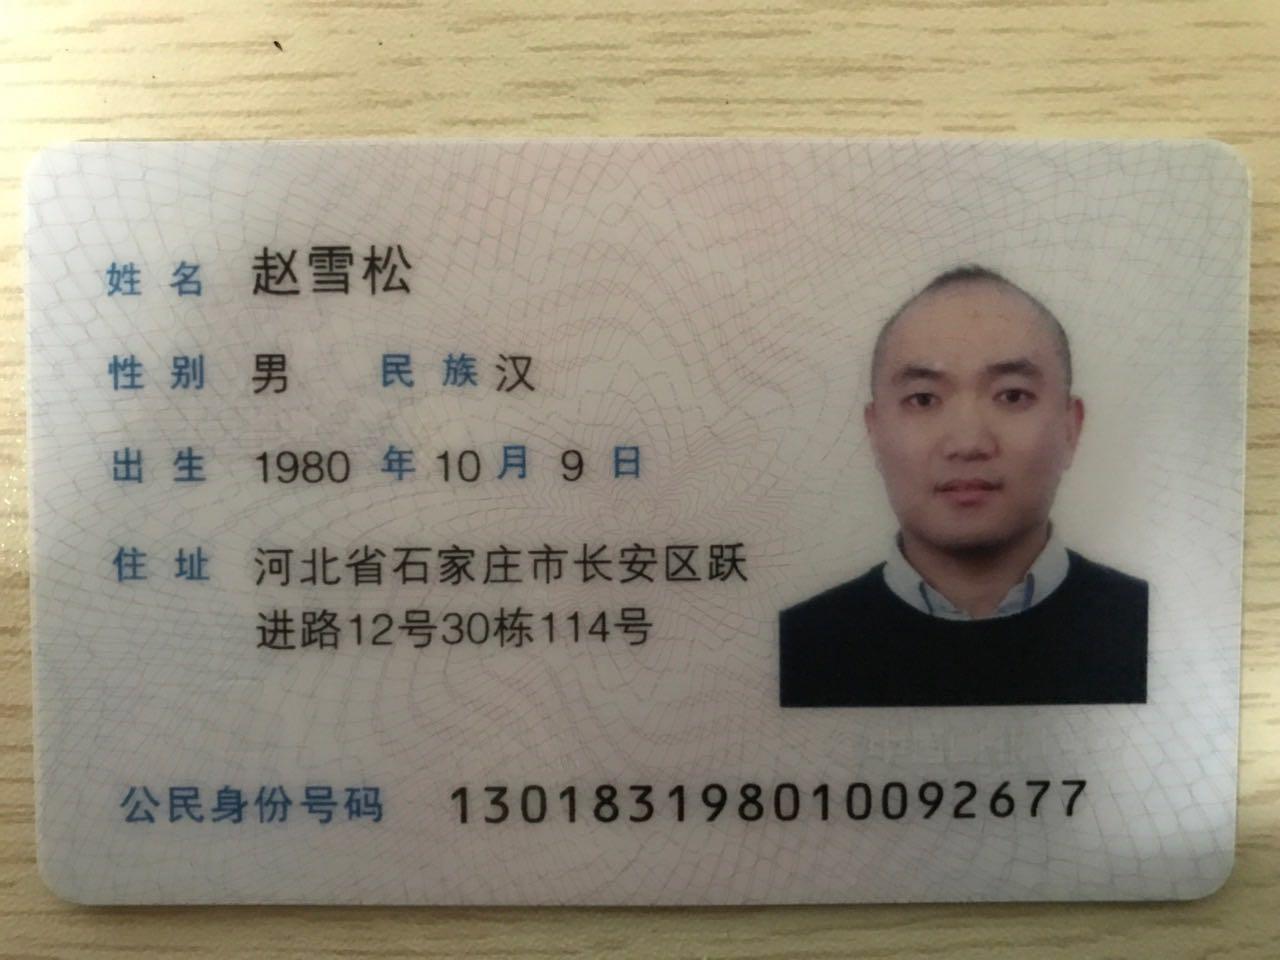 姓名 赵雪松
性别 男 民族 汉
出生 1980 年 10 月 9 日
住址 河北省石家庄市长安区跃
进路12号30栋114号
公民身份号码 130183198010092677